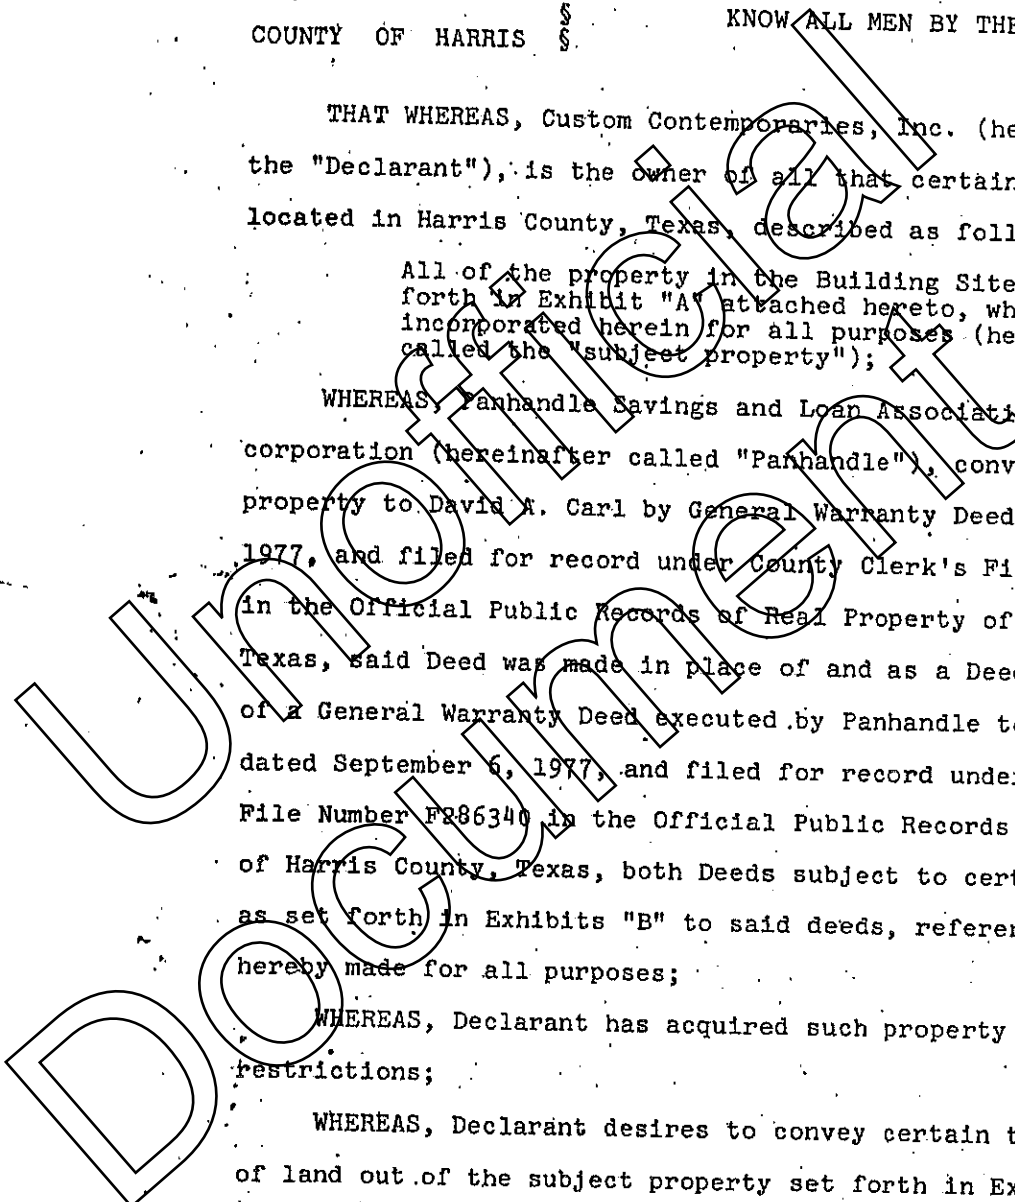 § KNOW ALL MEN BY THE
COUNTY OF HARRIS §
THAT WHEREAS, Custom Contemporaries, Inc. (he
the "Declarant"), is the owner of all that certain
located in Harris County, Texas, described as foll
All of the property in the Building Site
forth in Exhibit "A" attached hereto, wh
incorporated herein for all purposes (he
called the "subject property");
WHEREAS, Panhandle Savings and Loan Associati
corporation (hereinafter called "Panhandle"), conv
property to David A. Carl by General Warranty Deed
1977, and filed for record under County Clerk's Fi
in the Official Public Records of Real Property of
Texas, said Deed was made in place of and as a Deed
of a General Warranty Deed executed by Panhandle to
dated September 6, 1977, and filed for record under
File Number F286340 in the Official Public Records
of Harris County, Texas, both Deeds subject to cert
as set forth in Exhibits "B" to said deeds, referen
hereby made for all purposes;
WHEREAS, Declarant has acquired such property
restrictions;
WHEREAS, Declarant desires to convey certain t
of land out of the subject property set forth in Ex
Unofficial
Document